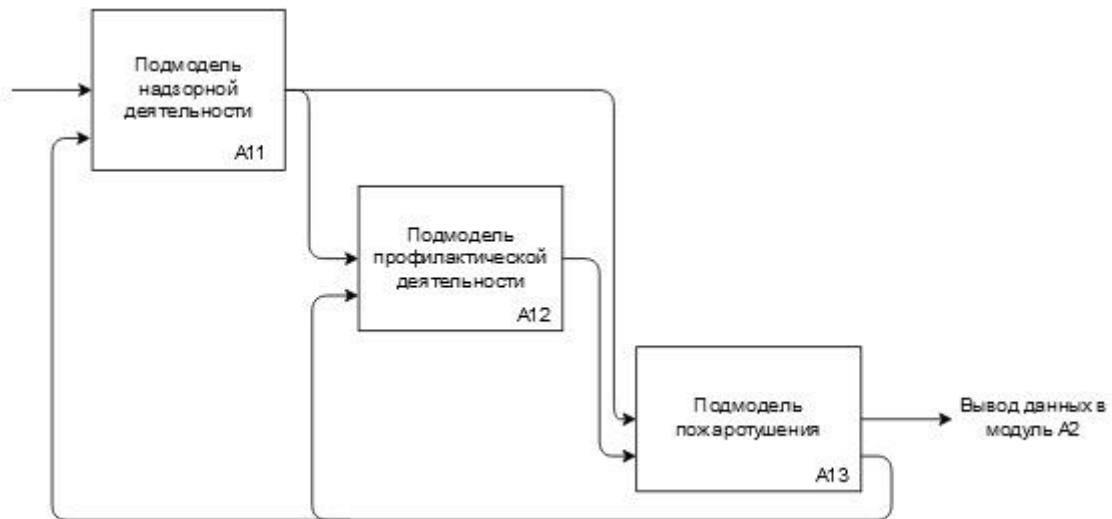 Подмодель
надзорной
деятельности
A11
Подмодель
профилактической
деятельности
A12
Подмодель
пожаротушения
A13
Вывод данных в
модуль A2